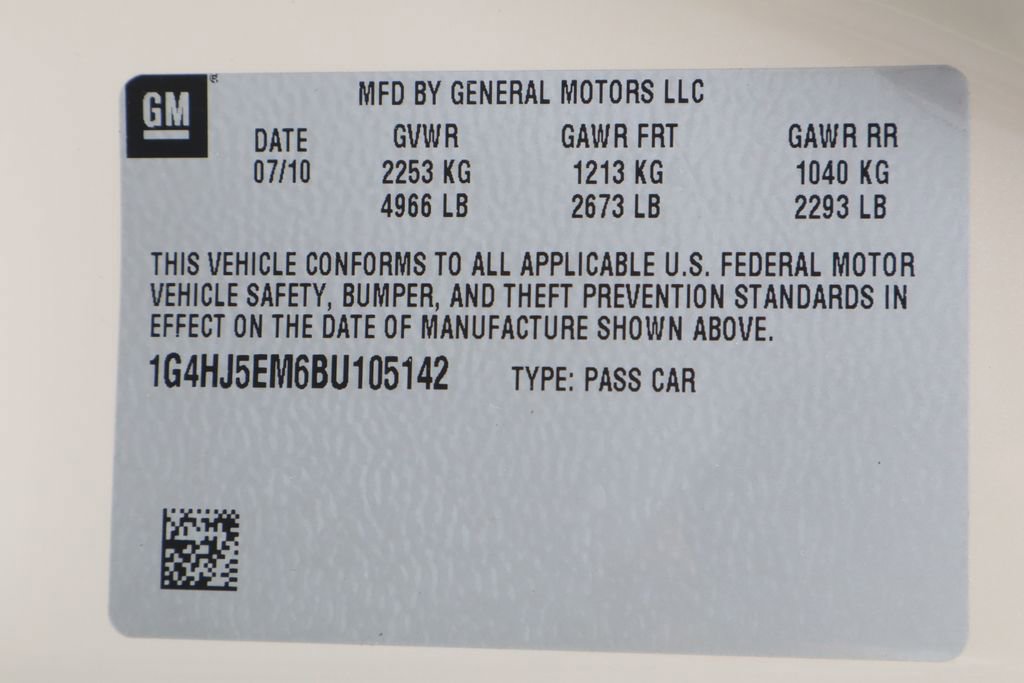 GM
MFD BY GENERAL MOTORS LLC
DATE GVWR GAWR FRT GAWR RR
07/10 2253 KG 1213 KG 1040 KG
4966 LB 2673 LB 2293 LB
THIS VEHICLE CONFORMS TO ALL APPLICABLE U.S. FEDERAL MOTOR
VEHICLE SAFETY, BUMPER, AND THEFT PREVENTION STANDARDS IN
EFFECT ON THE DATE OF MANUFACTURE SHOWN ABOVE.
1G4HJ5EM6BU105142 TYPE: PASS CAR